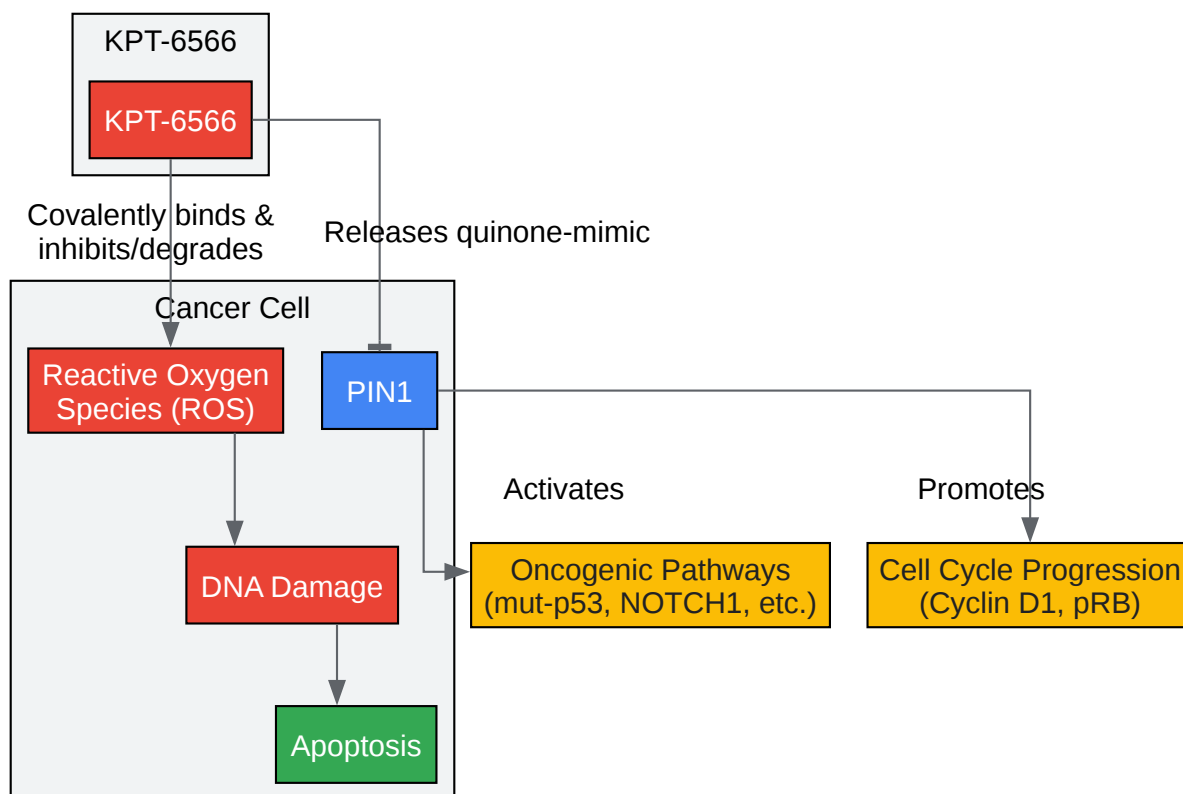 KPT-6566
KPT-6566
Covalently binds &
inhibits/degrades
Releases quinone-mimic
Cancer Cell
Reactive Oxygen
Species (ROS)
PIN1
Activates
Promotes
DNA Damage
Oncogenic Pathways
(mut-p53, NOTCH1, etc.)
Cell Cycle Progression
(Cyclin D1, pRB)
Apoptosis